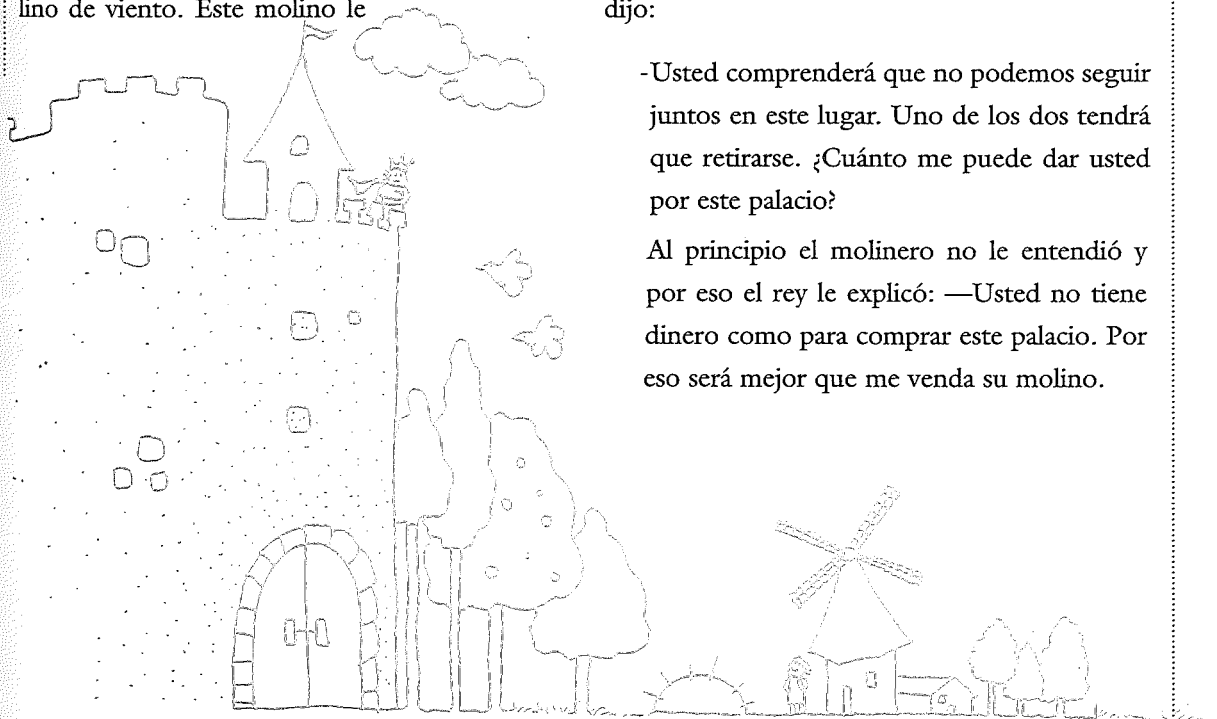 lino de viento. Este molino le
dijo:
-Usted comprenderá que no podemos seguir
juntos en este lugar. Uno de los dos tendrá
que retirarse. ¿Cuánto me puede dar usted
por este palacio?
Al principio el molinero no le entendió y
por eso el rey le explicó: —Usted no tiene
dinero como para comprar este palacio. Por
eso será mejor que me venda su molino.